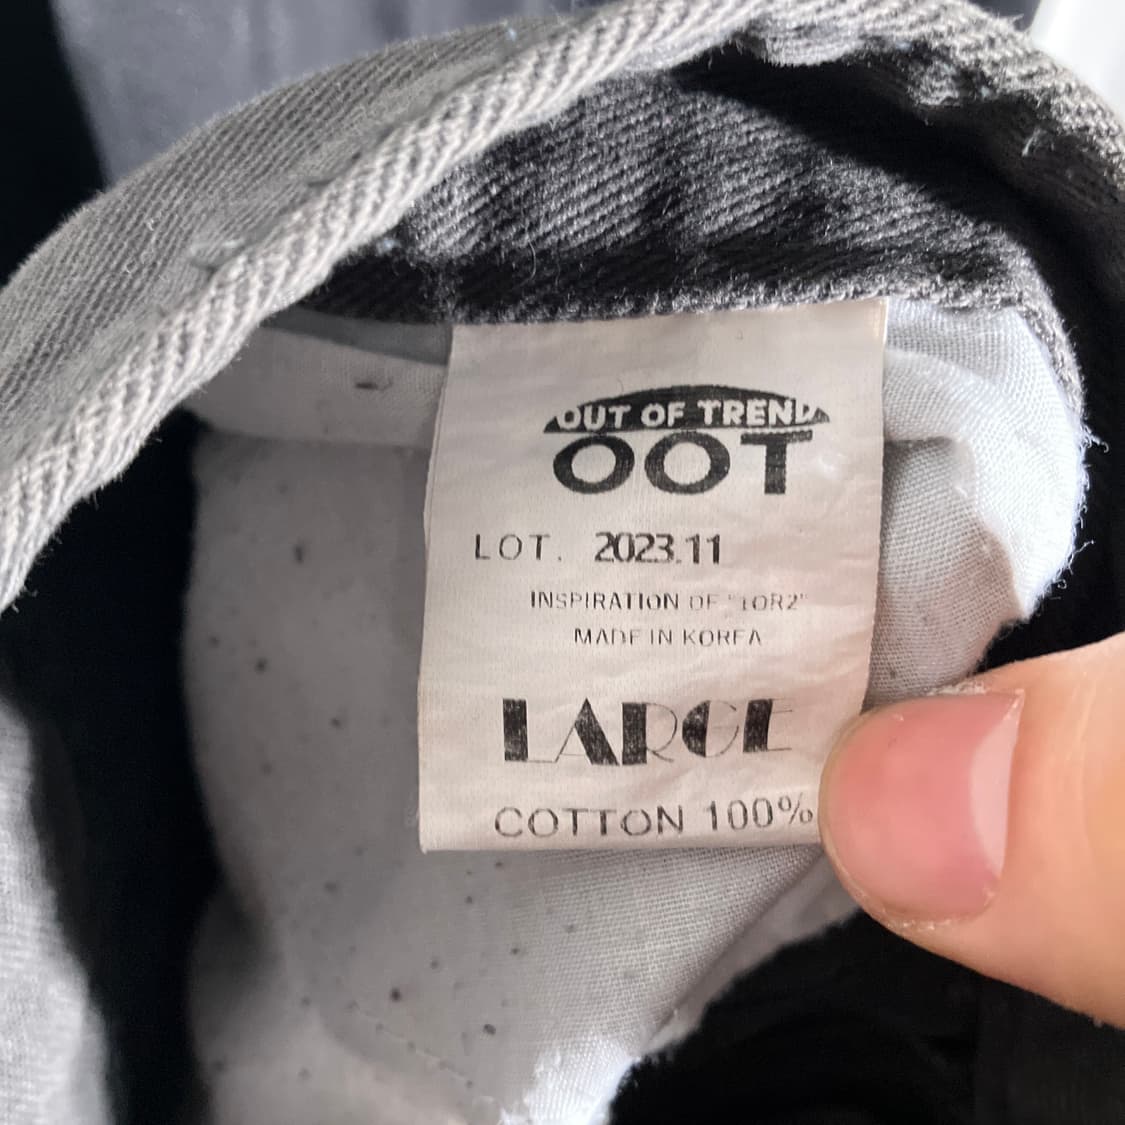 OUT OF TREND
OOT
LOT. 2023.11
INSPIRATION OF "1OR2"
MADE IN KOREA
LARGE
COTTON 100%